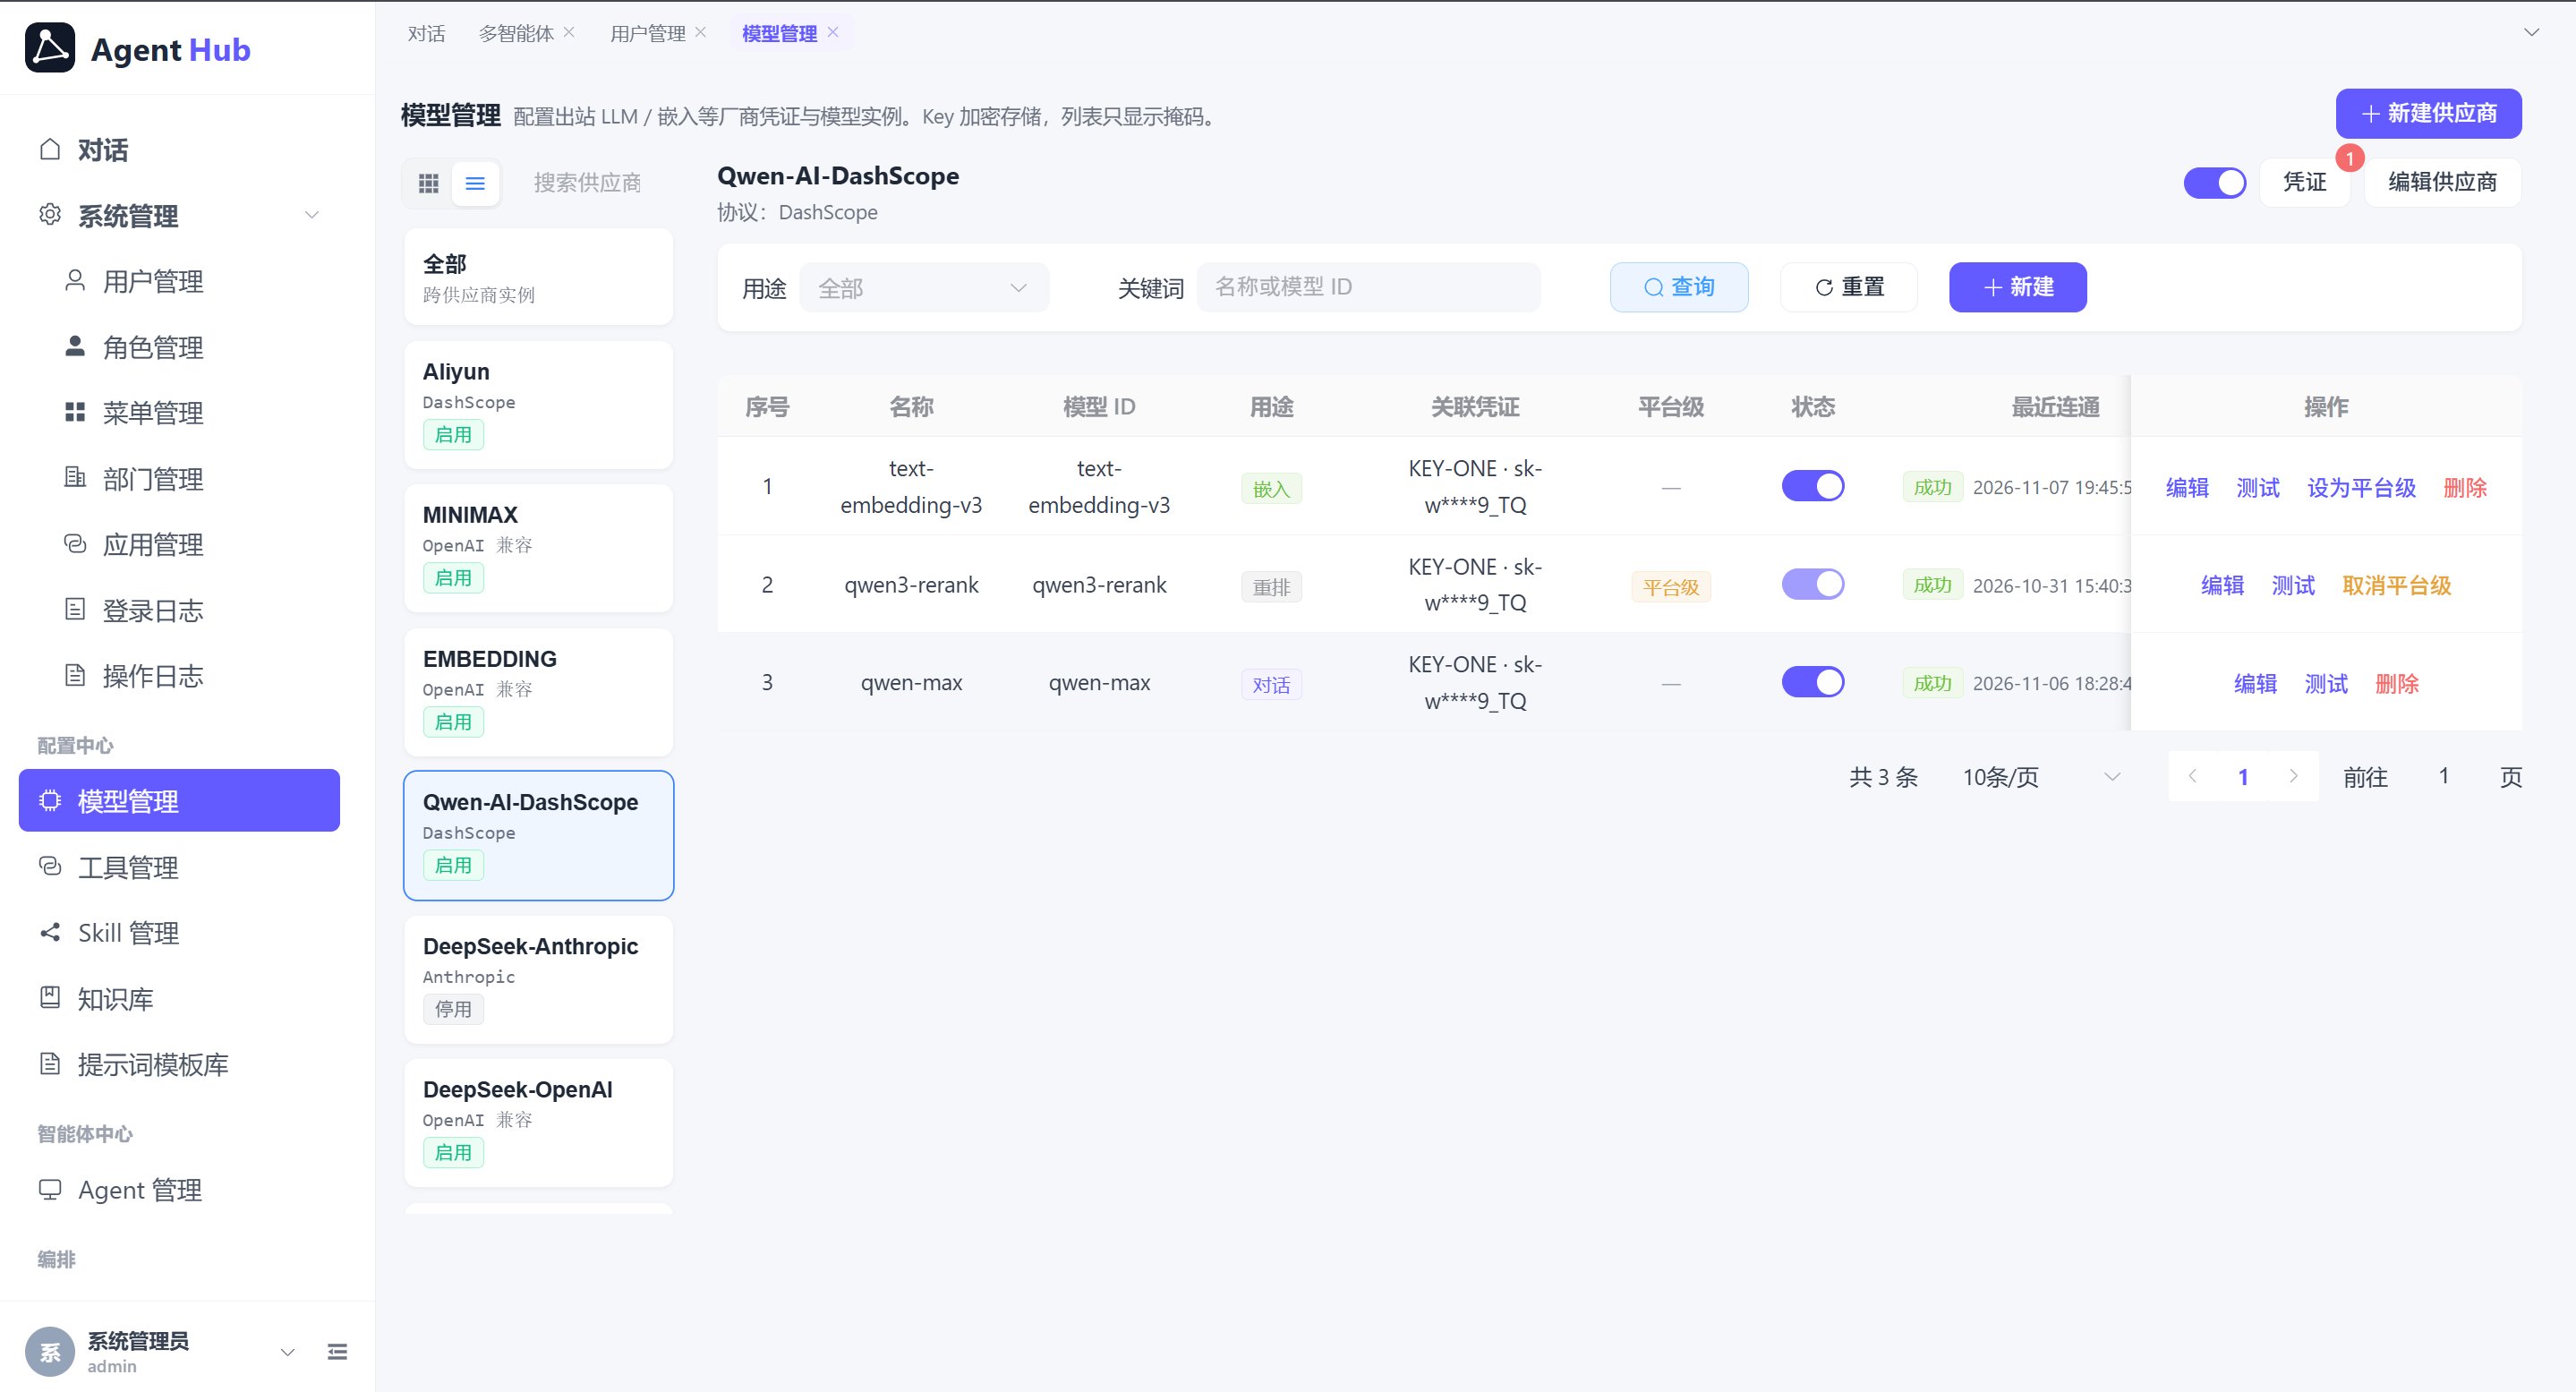 Agent Hub
对话
系统管理
用户管理
角色管理
菜单管理
部门管理
应用管理
登录日志
操作日志
配置中心
模型管理
工具管理
Skill 管理
知识库
提示词模板库
智能体中心
Agent 管理
编排
系
系统管理员
admin
对话 多智能体 用户管理 模型管理
模型管理 配置出站 LLM / 嵌入等厂商凭证与模型实例。Key 加密存储，列表只显示掩码。
新建供应商
搜索供应商
全部
跨供应商实例
Aliyun
DashScope
启用
MINIMAX
OpenAI 兼容
启用
EMBEDDING
OpenAI 兼容
启用
Qwen-AI-DashScope
DashScope
启用
DeepSeek-Anthropic
Anthropic
停用
DeepSeek-OpenAI
OpenAI 兼容
启用
Qwen-AI-DashScope
协议：DashScope
凭证 1 编辑供应商
用途 全部 关键词 名称或模型 ID 查询 重置 新建
序号 名称 模型 ID 用途 关联凭证 平台级 状态 最近连通 操作
1 text-embedding-v3 text-embedding-v3 嵌入 KEY-ONE · sk-w****9_TQ — 成功 2026-11-07 19:45:5 编辑 测试 设为平台级 删除
2 qwen3-rerank qwen3-rerank 重排 KEY-ONE · sk-w****9_TQ 平台级 成功 2026-10-31 15:40:3 编辑 测试 取消平台级
3 qwen-max qwen-max 对话 KEY-ONE · sk-w****9_TQ — 成功 2026-11-06 18:28:4 编辑 测试 删除
共 3 条 10条/页 1 前往 1 页